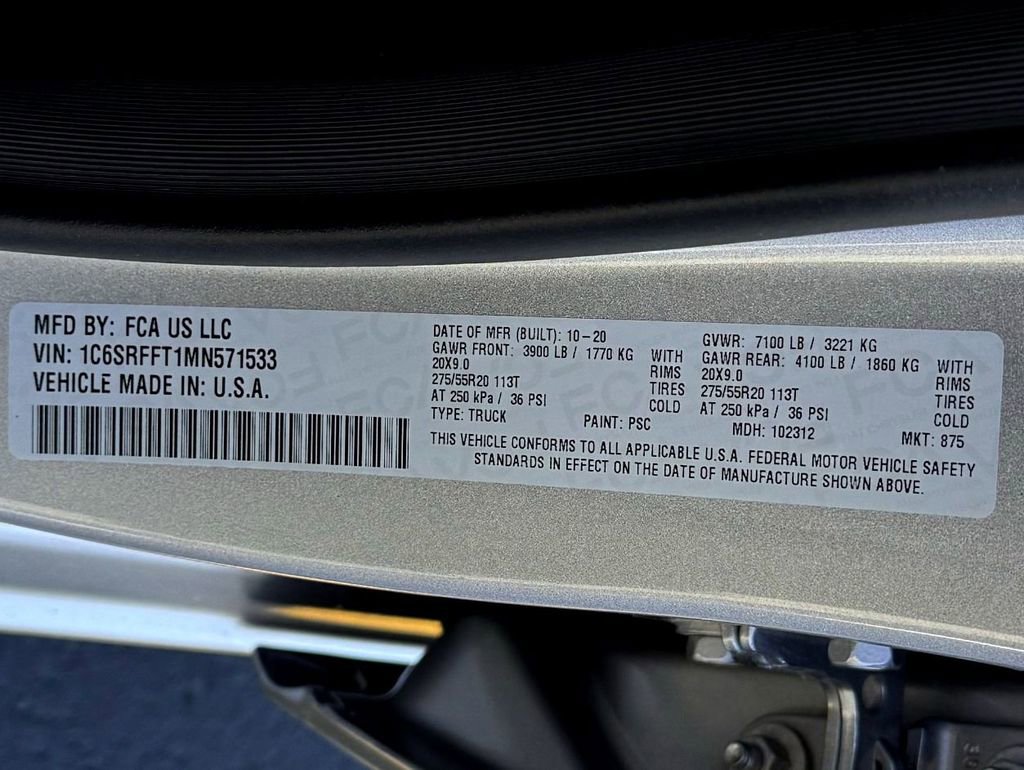 MFD BY: FCA US LLC
VIN: 1C6SRFFT1MN571533
VEHICLE MADE IN: U.S.A.
DATE OF MFR (BUILT): 10-20
GAWR FRONT: 3900 LB / 1770 KG WITH
20X9.0 RIMS
275/55R20 113T TIRES
AT 250 kPa / 36 PSI COLD
TYPE: TRUCK PAINT: PSC
GVWR: 7100 LB / 3221 KG
GAWR REAR: 4100 LB / 1860 KG WITH
20X9.0 RIMS
275/55R20 113T TIRES
AT 250 kPa / 36 PSI COLD
MDH: 102312 MKT: 875
THIS VEHICLE CONFORMS TO ALL APPLICABLE U.S.A. FEDERAL MOTOR VEHICLE SAFETY
STANDARDS IN EFFECT ON THE DATE OF MANUFACTURE SHOWN ABOVE.